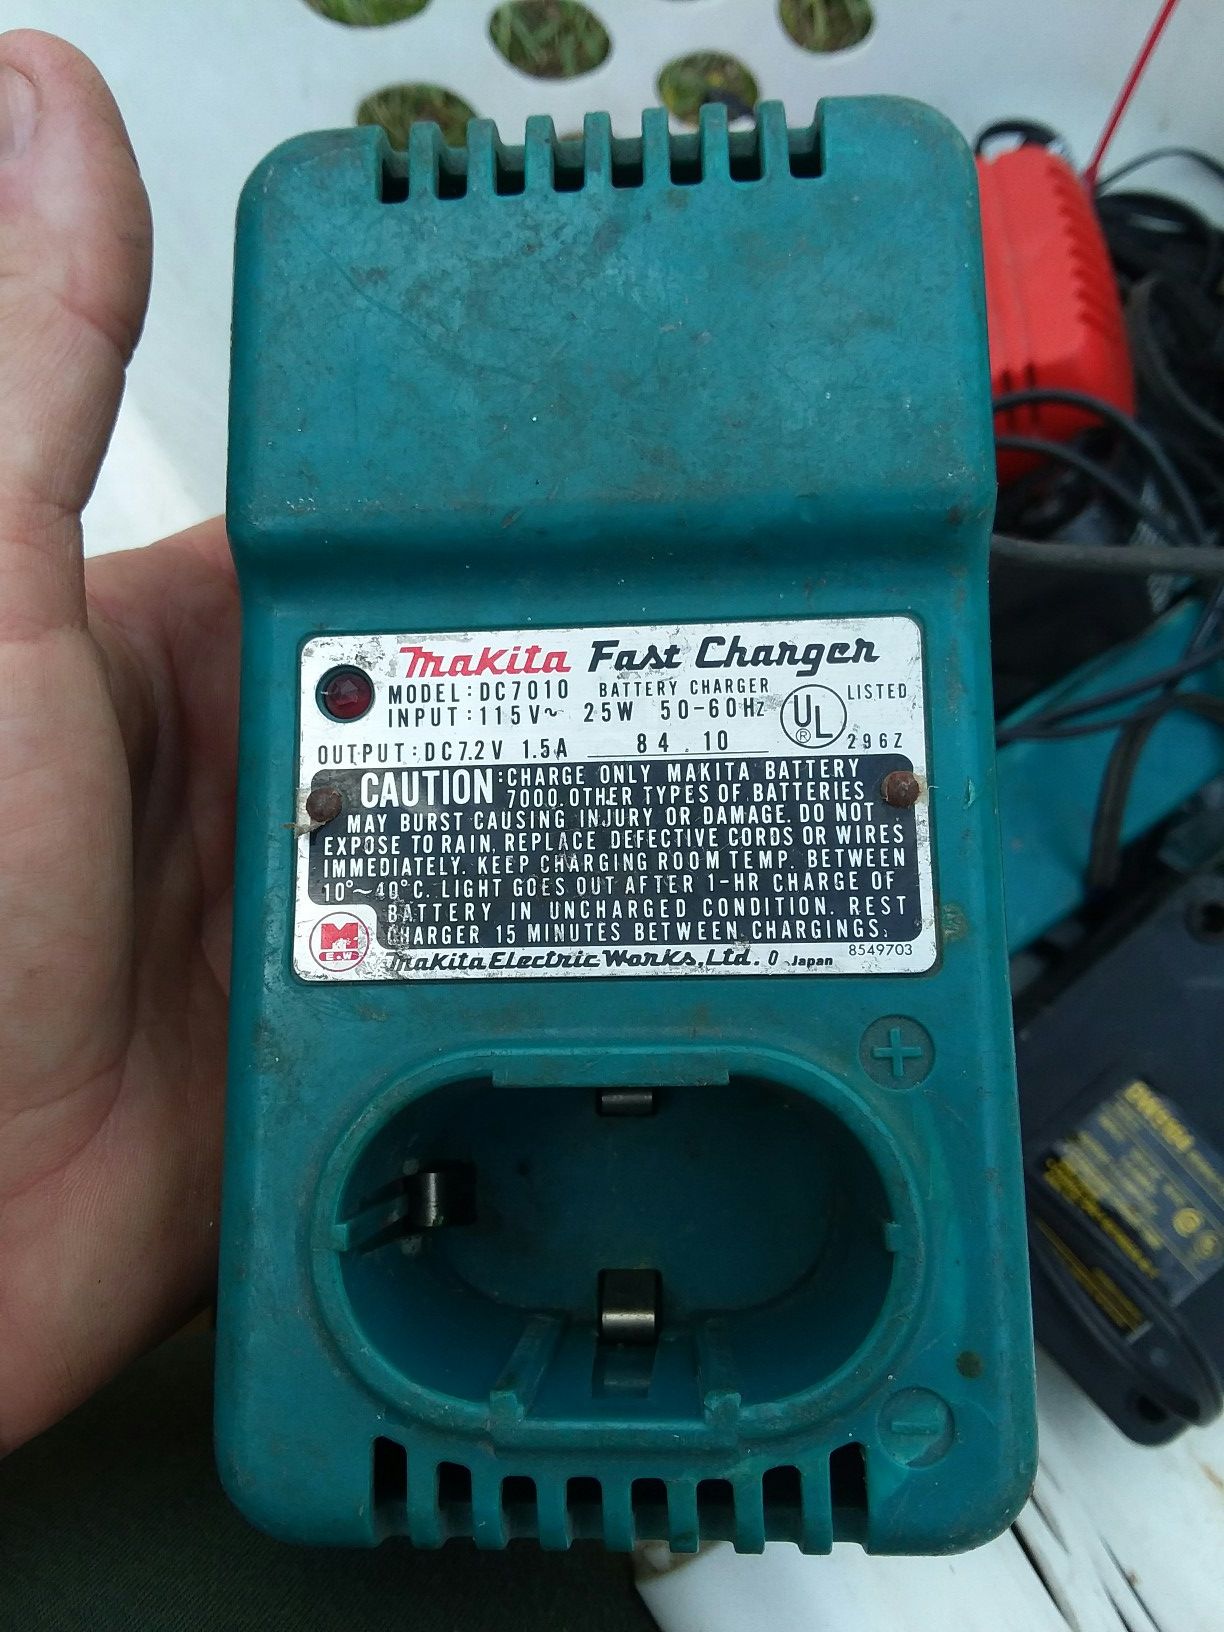 Makita Fast Charger
MODEL:DC7010 BATTERY CHARGER
INPUT:115V~ 25W 50-60Hz
UL
®
LISTED
296Z
OUTPUT:DC7.2V 1.5A 84.10
CAUTION:CHARGE ONLY MAKITA BATTERY
7000.OTHER TYPES OF BATTERIES
MAY BURST CAUSING INJURY OR DAMAGE. DO NOT
EXPOSE TO RAIN, REPLACE DEFECTIVE CORDS OR WIRES
IMMEDIATELY. KEEP CHARGING ROOM TEMP. BETWEEN
10°~40°C. LIGHT GOES OUT AFTER 1-HR CHARGE OF
BATTERY IN UNCHARGED CONDITION. REST
CHARGER 15 MINUTES BETWEEN CHARGINGS.
M
E&W
Makita Electric Works, Ltd. O Japan 8549703
+
-